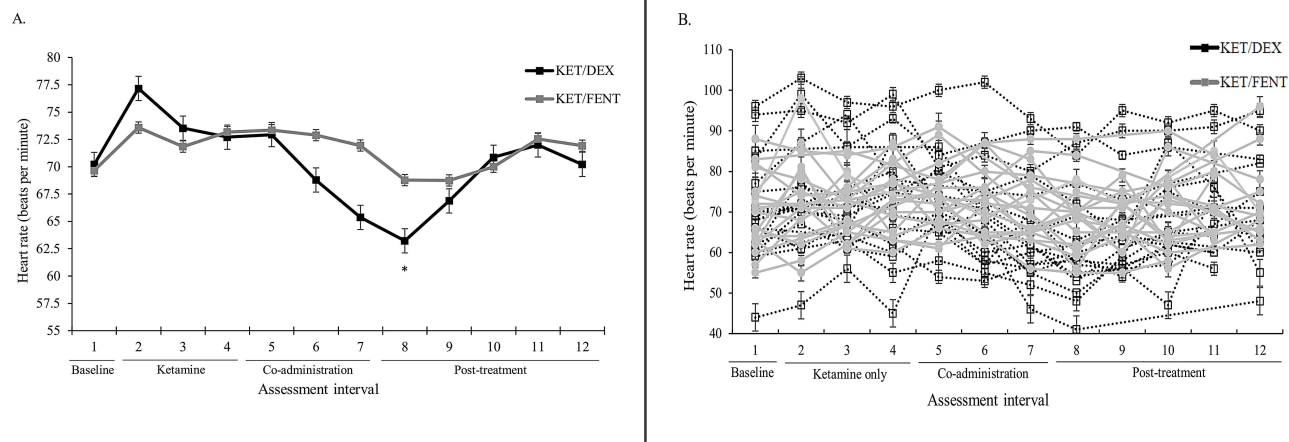 A.
Heart rate (beats per minute)
80
77.5
75
72.5
70
67.5
65
62.5
60
57.5
55
KET/DEX
KET/FENT
*
1 2 3 4 5 6 7 8 9 10 11 12
Baseline Ketamine Co-administration Post-treatment
Assessment interval
B.
Heart rate (beats per minute)
110
100
90
80
70
60
50
40
KET/DEX
KET/FENT
1 2 3 4 5 6 7 8 9 10 11 12
Baseline Ketamine only Co-administration Post-treatment
Assessment interval